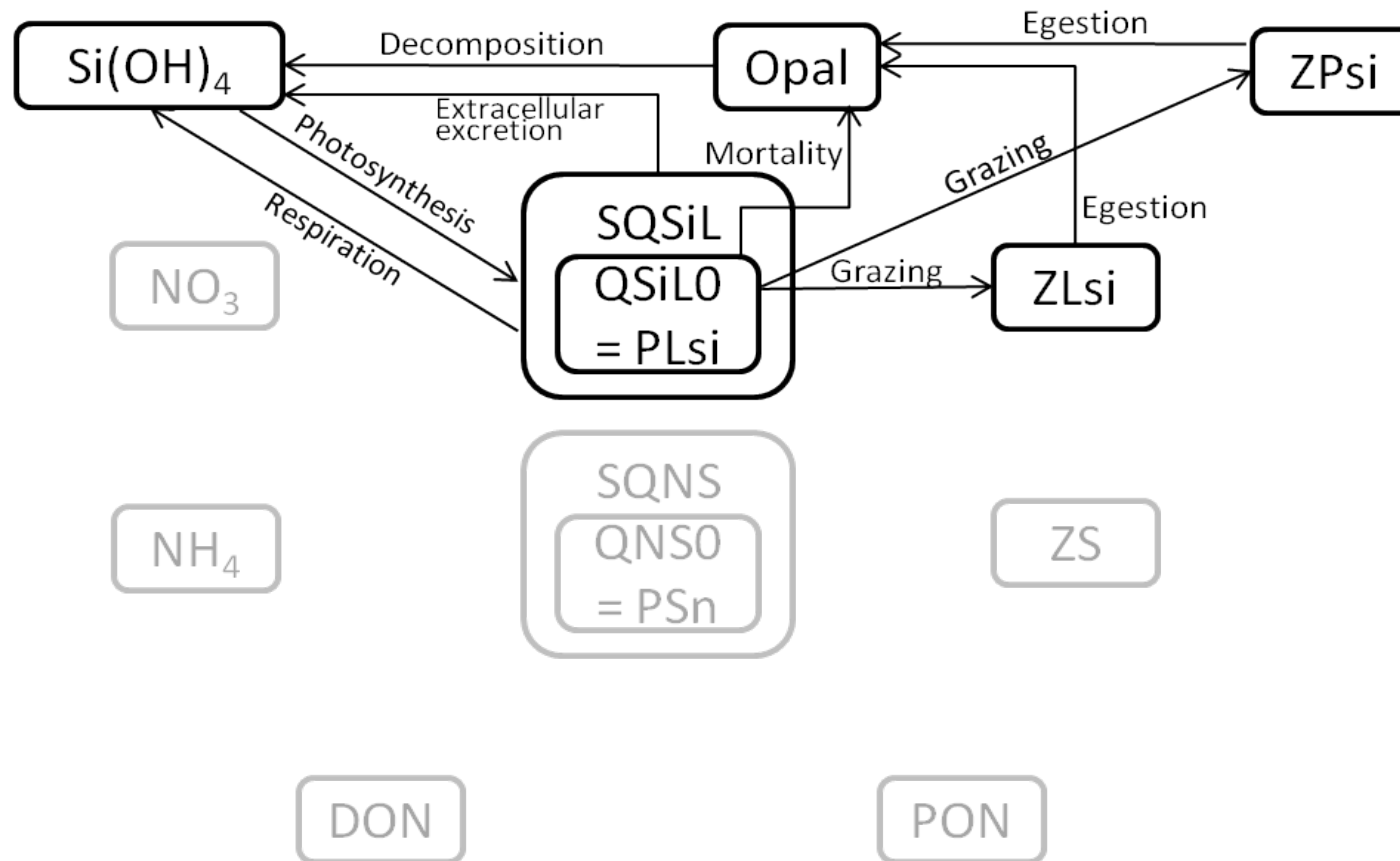 Egestion
Decomposition
Si(OH)₄
Opal
ZPsi
Extracellular
excretion
Photosynthesis
Mortality
Grazing
Respiration
SQSiL
Egestion
NO₃
QSiL0
= PLsi
Grazing
ZLsi
SQNS
NH₄
QNS0
= PSn
ZS
DON
PON